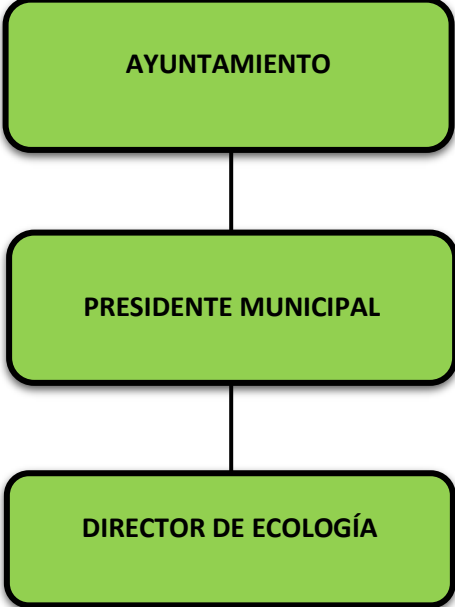 AYUNTAMIENTO
PRESIDENTE MUNICIPAL
DIRECTOR DE ECOLOGÍA